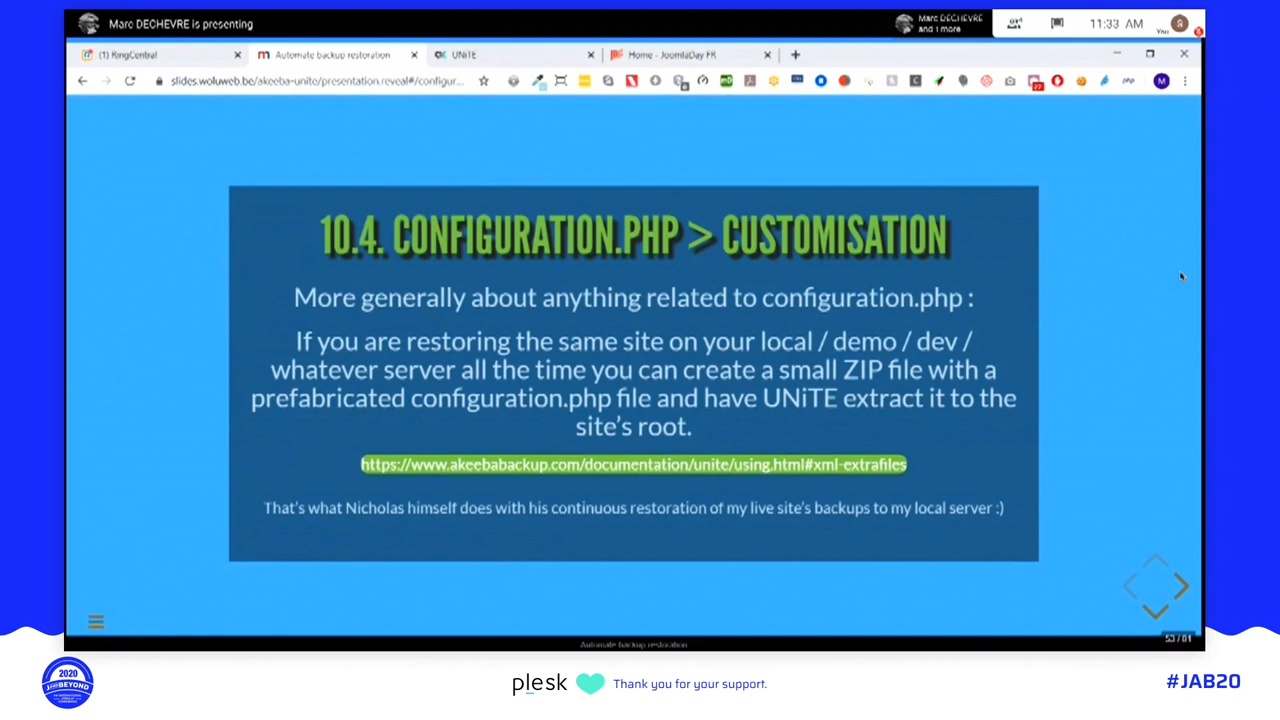 Marc DECHEVRE is presenting
Marc DECHEVRE
and 1 more
11:33 AM
You
S
(1) RingCentral
Automate backup restoration
UNiTE
Home - JoomlaDay FR
slides.woluweb.be/akeeba-unite/presentation.reveal#/configur...
M
10.4. CONFIGURATION.PHP > CUSTOMISATION
More generally about anything related to configuration.php :
If you are restoring the same site on your local / demo / dev /
whatever server all the time you can create a small ZIP file with a
prefabricated configuration.php file and have UNiTE extract it to the
site's root.
https://www.akeebabackup.com/documentation/unite/using.html#xml-extrafiles
That's what Nicholas himself does with his continuous restoration of my live site's backups to my local server :)
53 / 81
Automate backup restoration
2020
BEYOND
plesk
Thank you for your support.
#JAB20